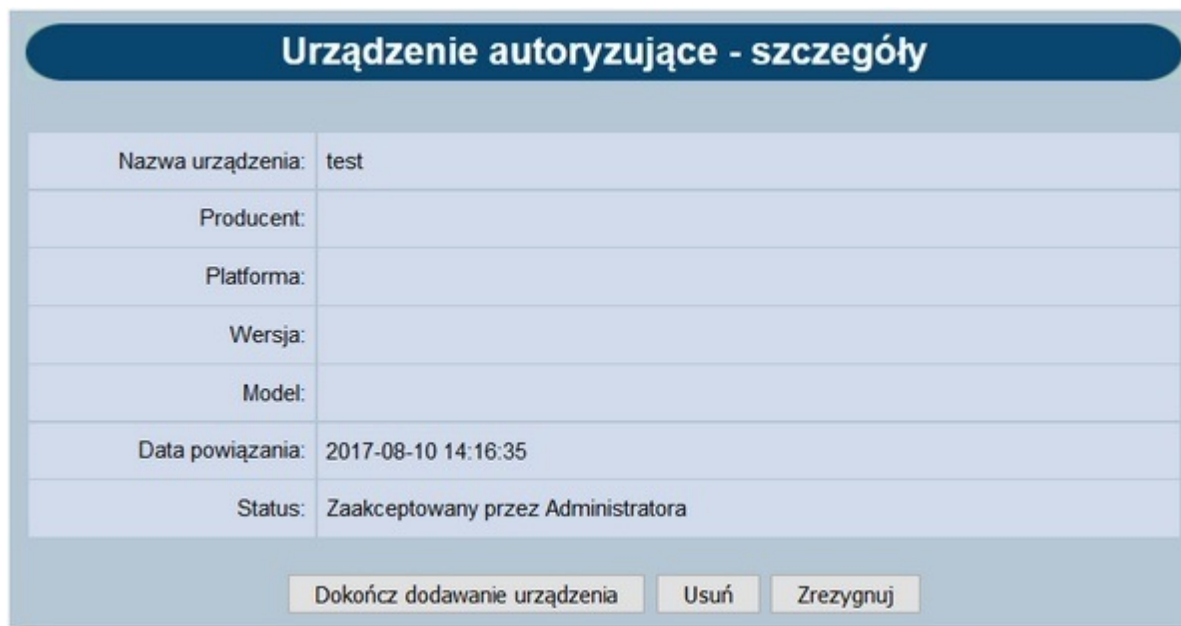 Urządzenie autoryzujące - szczegóły
Nazwa urządzenia: test
Producent:
Platforma:
Wersja:
Model:
Data powiązania: 2017-08-10 14:16:35
Status: Zaakceptowany przez Administratora
Dokończ dodawanie urządzenia Usuń Zrezygnuj